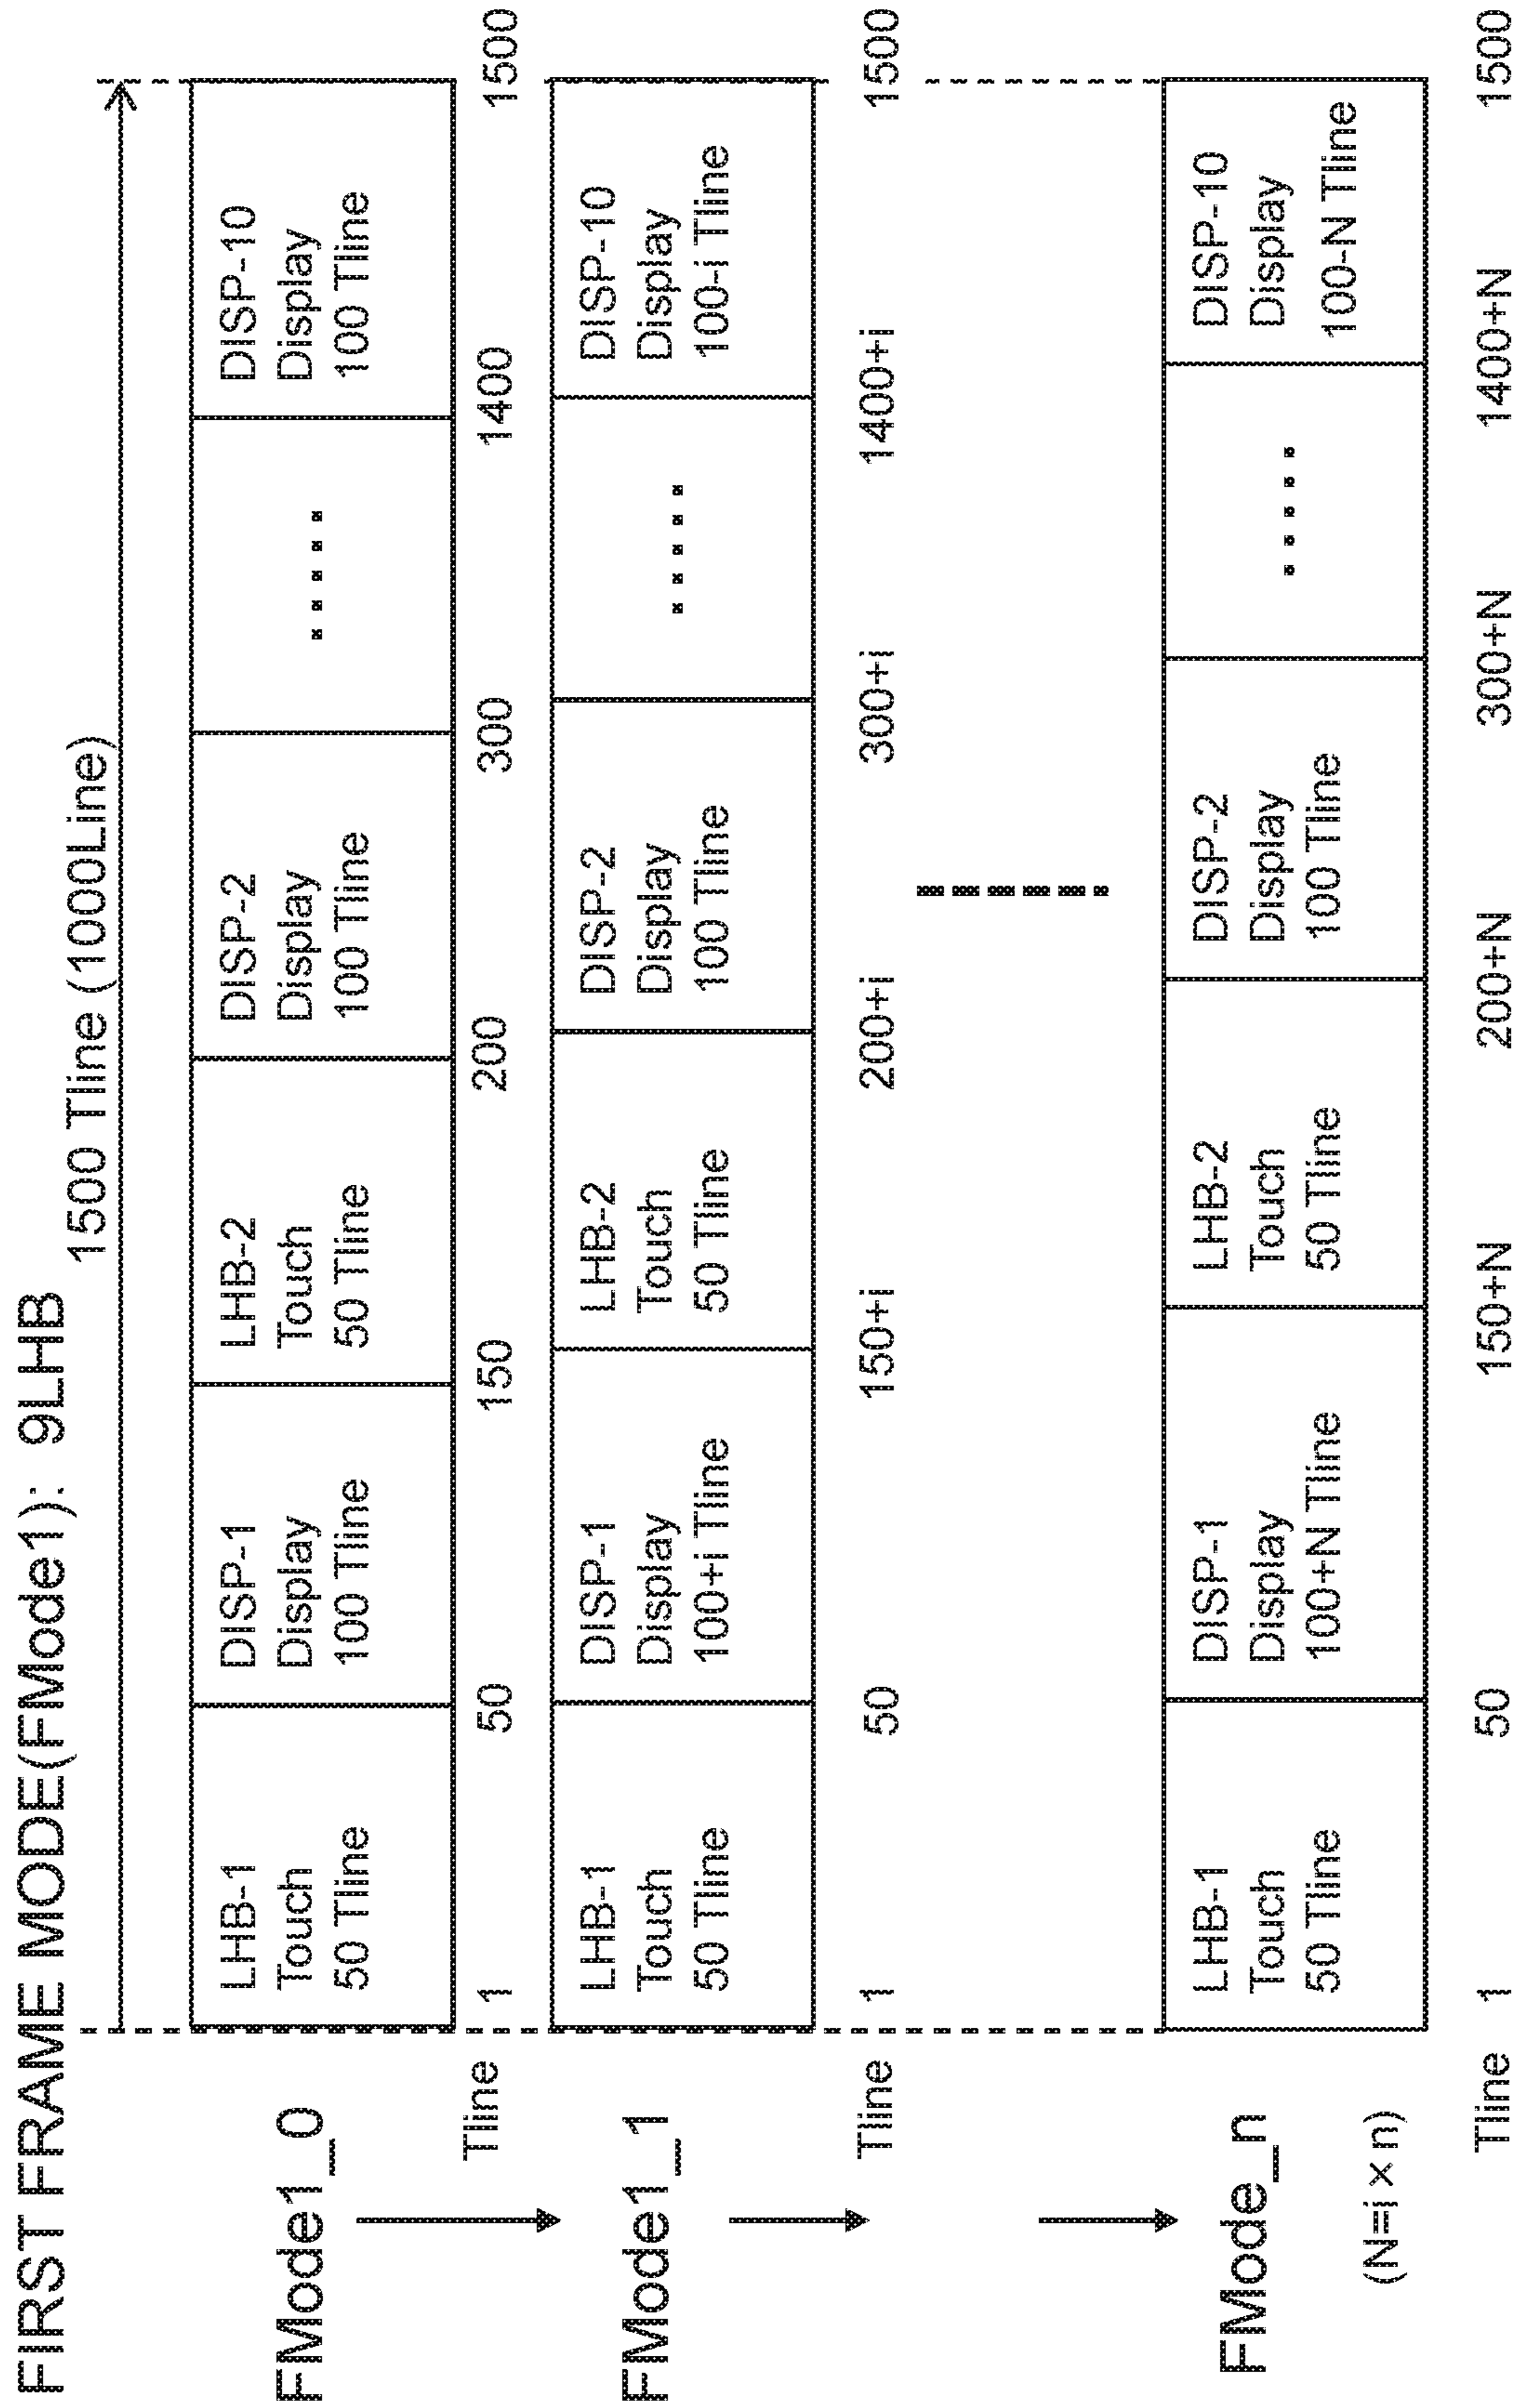 FIRST FRAME MODE(FMode1): 9LHB
1500 Tline (1000Line)
FMode1_0
LHB-1
Touch
50 Tline
DISP-1
Display
100 Tline
LHB-2
Touch
50 Tline
DISP-2
Display
100 Tline
.....
DISP-10
Display
100 Tline
Tline 1 50 150 200 300 1400 1500
FMode1_1
LHB-1
Touch
50 Tline
DISP-1
Display
100+i Tline
LHB-2
Touch
50 Tline
DISP-2
Display
100 Tline
.....
DISP-10
Display
100-i Tline
Tline 1 50 150+i 200+i 300+i 1400+i 1500
FMode_n
(N=i×n)
LHB-1
Touch
50 Tline
DISP-1
Display
100+N Tline
LHB-2
Touch
50 Tline
DISP-2
Display
100 Tline
.....
DISP-10
Display
100-N Tline
Tline 1 50 150+N 200+N 300+N 1400+N 1500